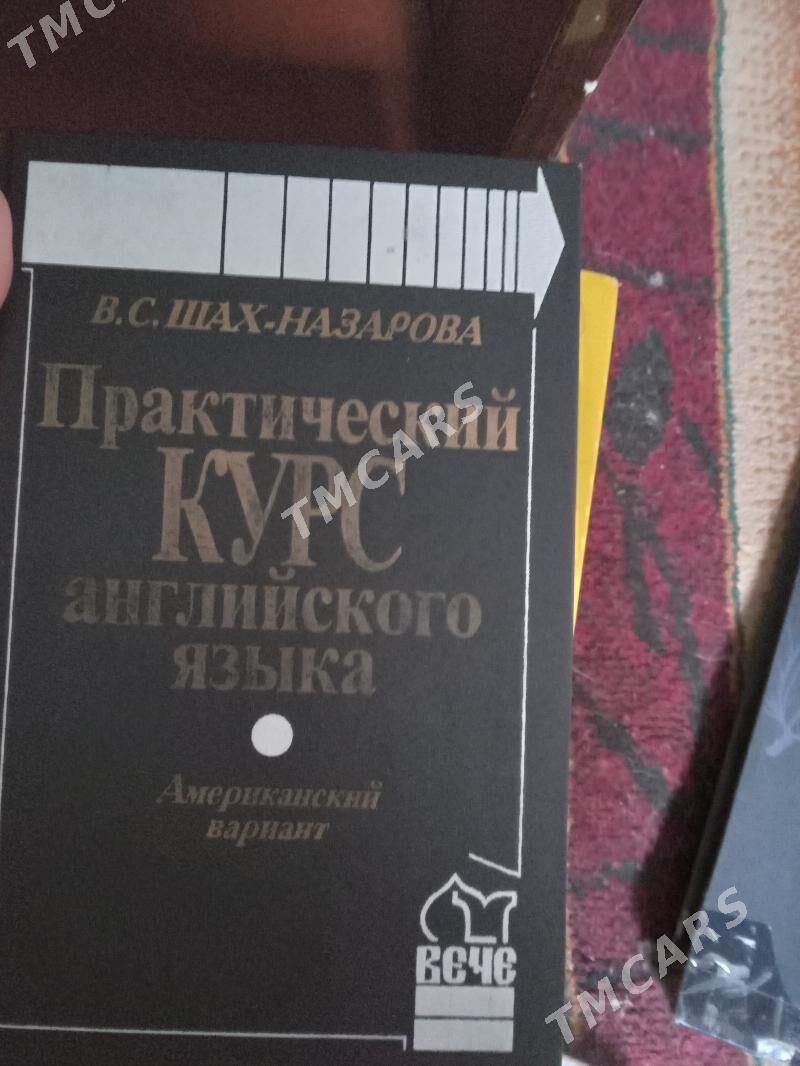 TMCARS
В.С. ШАХ-НАЗАРОВА
Практический
КУРС
английского
языка
TMCARS
Американский
вариант
ВЕЧЕ
TMCARS